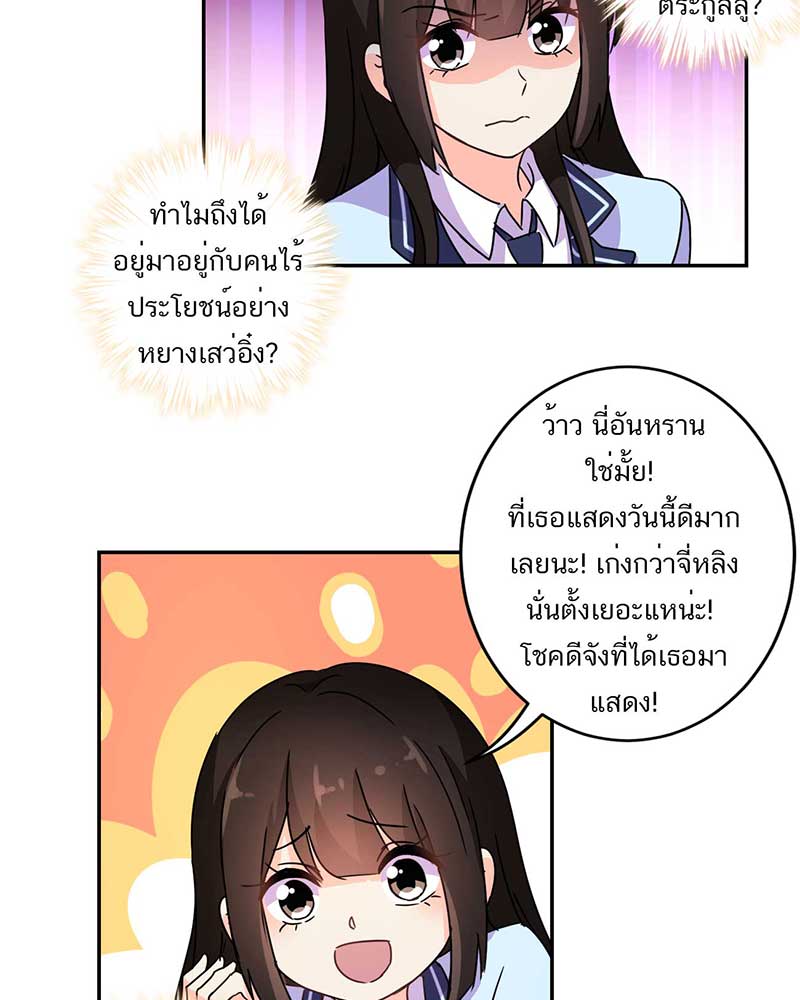 ตระกูลลู่?
ทำไมถึงได้
อยู่มาอยู่กับคนไร้
ประโยชน์อย่าง
หยางเสว่อิ๋ง?
ว้าว นี่อันหราน
ใช่มั้ย!
ที่เธอแสดงวันนี้ดีมาก
เลยนะ! เก่งกว่าจี่หลิง
นั่นตั้งเยอะแหน่ะ!
โชคดีจังที่ได้เธอมา
แสดง!